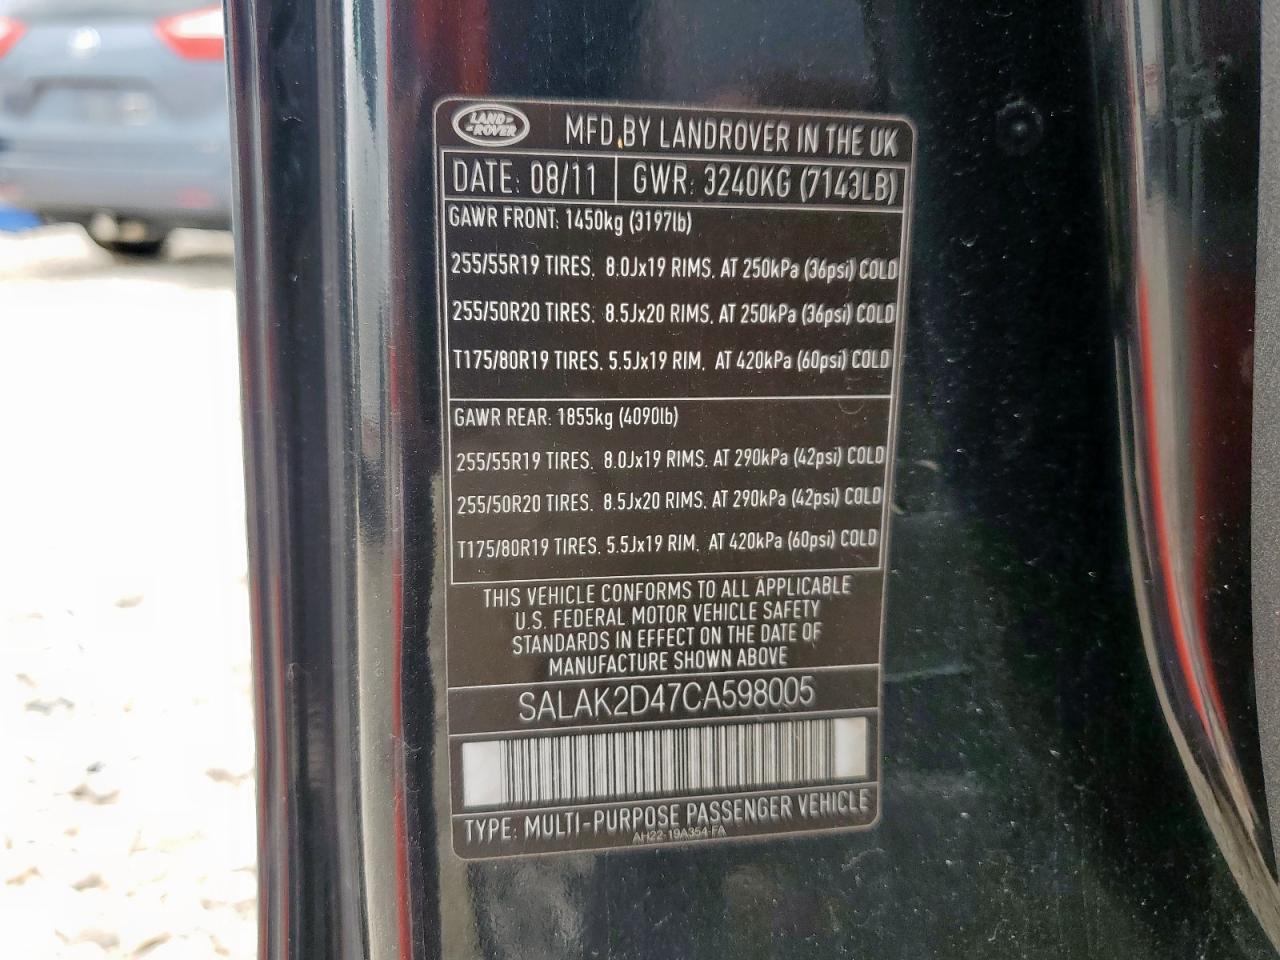 LAND ROVER
MFD.BY LANDROVER IN THE UK
DATE: 08/11 GWR: 3240KG (7143LB)
GAWR FRONT: 1450kg (3197lb)
255/55R19 TIRES, 8.0Jx19 RIMS, AT 250kPa (36psi) COLD
255/50R20 TIRES, 8.5Jx20 RIMS, AT 250kPa (36psi) COLD
T175/80R19 TIRES, 5.5Jx19 RIM, AT 420kPa (60psi) COLD
GAWR REAR: 1855kg (4090lb)
255/55R19 TIRES, 8.0Jx19 RIMS, AT 290kPa (42psi) COLD
255/50R20 TIRES, 8.5Jx20 RIMS, AT 290kPa (42psi) COLD
T175/80R19 TIRES, 5.5Jx19 RIM, AT 420kPa (60psi) COLD
THIS VEHICLE CONFORMS TO ALL APPLICABLE
U.S. FEDERAL MOTOR VEHICLE SAFETY
STANDARDS IN EFFECT ON THE DATE OF
MANUFACTURE SHOWN ABOVE
SALAK2D47CA598005
TYPE: MULTI-PURPOSE PASSENGER VEHICLE
AH22-19A354-FA